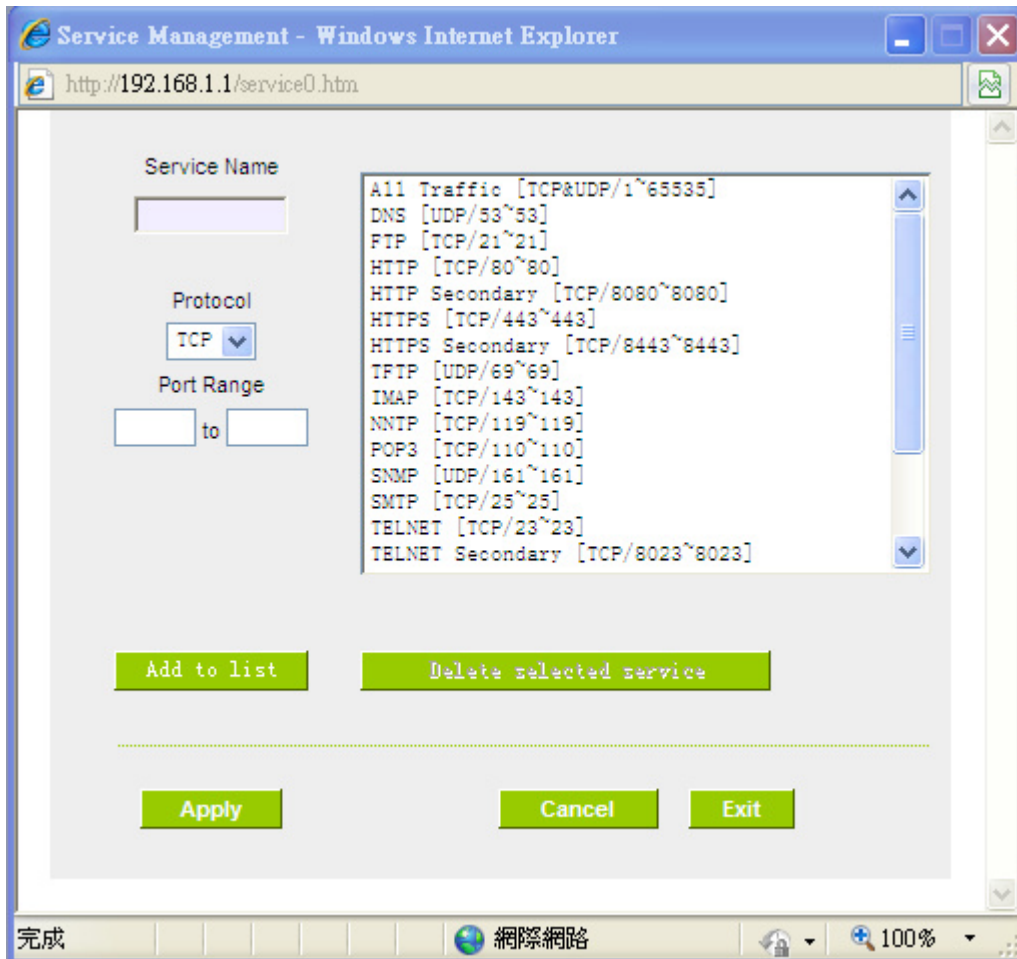 Service Management - Windows Internet Explorer
http://192.168.1.1/service0.htm
Service Name
Protocol
TCP
Port Range
to
All Traffic [TCP&UDP/1~65535]
DNS [UDP/53~53]
FTP [TCP/21~21]
HTTP [TCP/80~80]
HTTP Secondary [TCP/8080~8080]
HTTPS [TCP/443~443]
HTTPS Secondary [TCP/8443~8443]
TFTP [UDP/69~69]
IMAP [TCP/143~143]
NNTP [TCP/119~119]
POP3 [TCP/110~110]
SNMP [UDP/161~161]
SMTP [TCP/25~25]
TELNET [TCP/23~23]
TELNET Secondary [TCP/8023~8023]
Add to list
Delete selected service
Apply
Cancel
Exit
完成
網際網路
100%